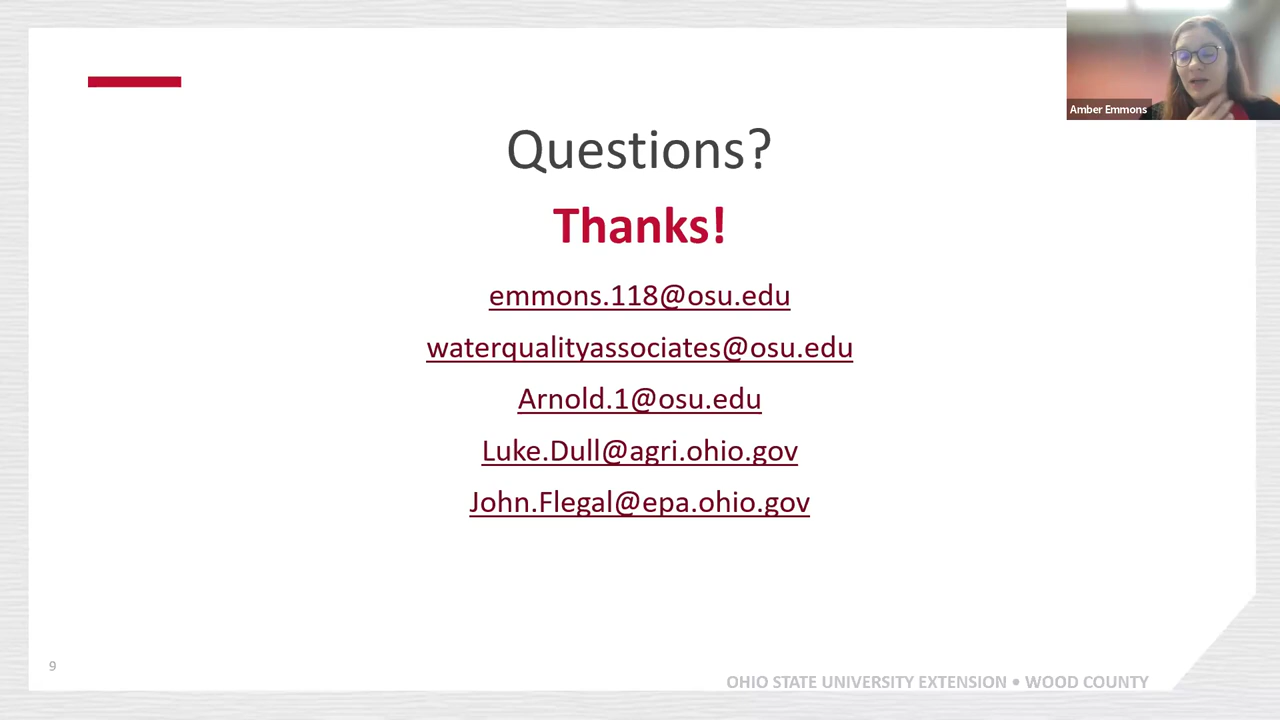 Amber Emmons
Questions?
Thanks!
emmons.118@osu.edu
waterqualityassociates@osu.edu
Arnold.1@osu.edu
Luke.Dull@agri.ohio.gov
John.Flegal@epa.ohio.gov
9
OHIO STATE UNIVERSITY EXTENSION • WOOD COUNTY